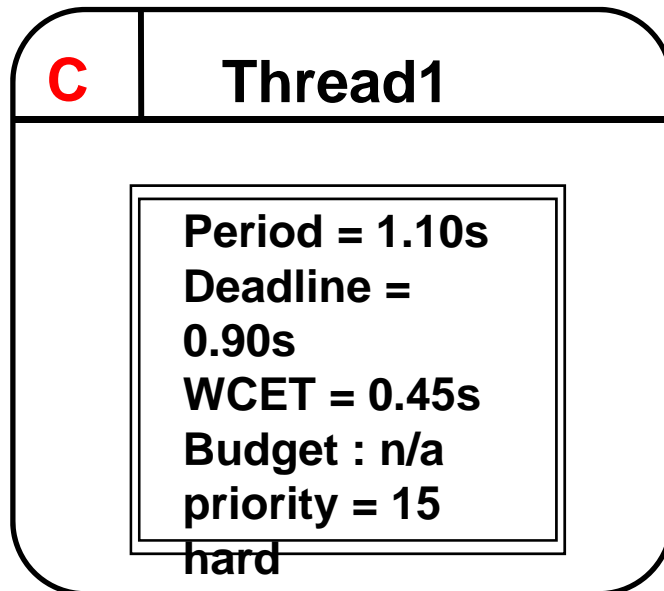 C Thread1
Period = 1.10s
Deadline =
0.90s
WCET = 0.45s
Budget : n/a
priority = 15
hard